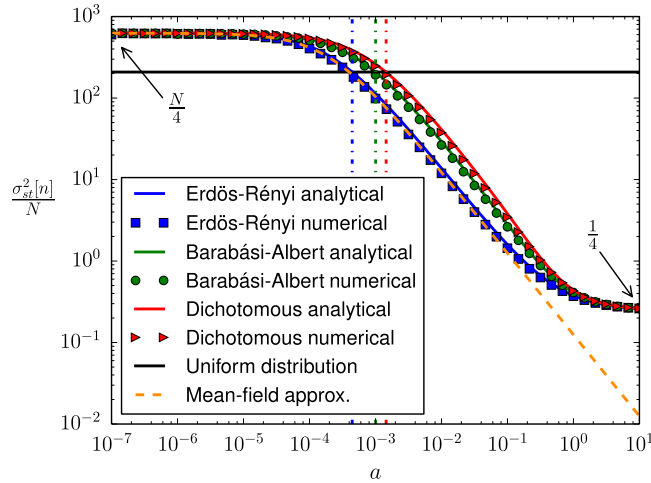 10^3
10^2
10^1
10^0
10^-1
10^-2
σ²_st[n]/N
N/4
1/4
Erdös-Rényi analytical
Erdös-Rényi numerical
Barabási-Albert analytical
Barabási-Albert numerical
Dichotomous analytical
Dichotomous numerical
Uniform distribution
Mean-field approx.
10^-7 10^-6 10^-5 10^-4 10^-3 10^-2 10^-1 10^0 10^1
a